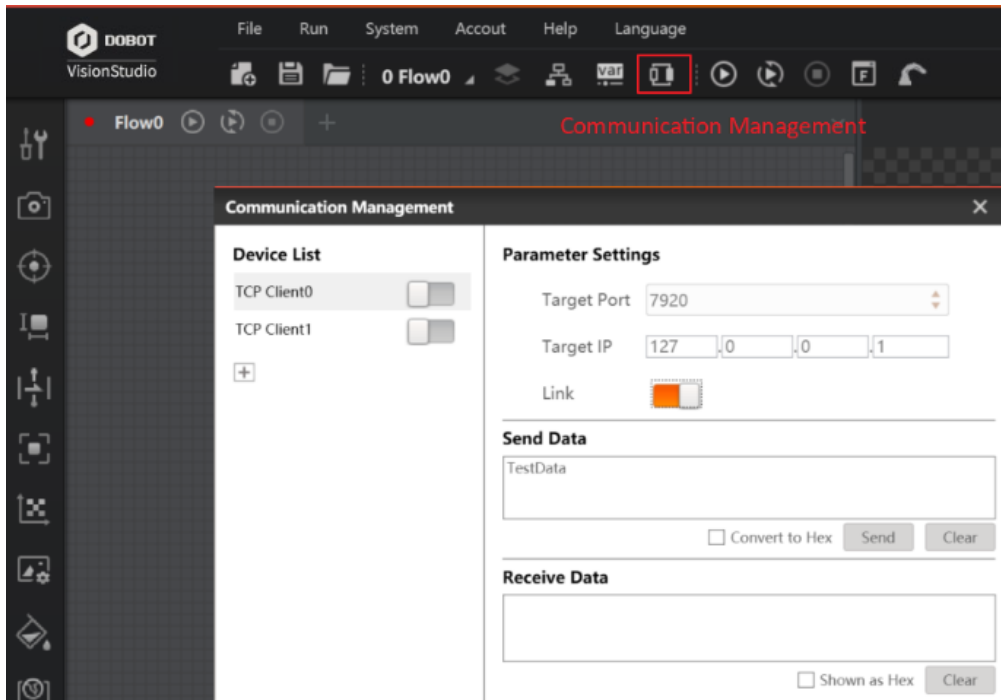 File Run System Accout Help Language
DOBOT
VisionStudio
0 Flow0
var
F
Flow0
Communication Management
Communication Management
Device List
Parameter Settings
TCP Client0
Target Port 7920
TCP Client1
Target IP 127 .0 .0 .1
Link
Send Data
TestData
Convert to Hex Send Clear
Receive Data
Shown as Hex Clear